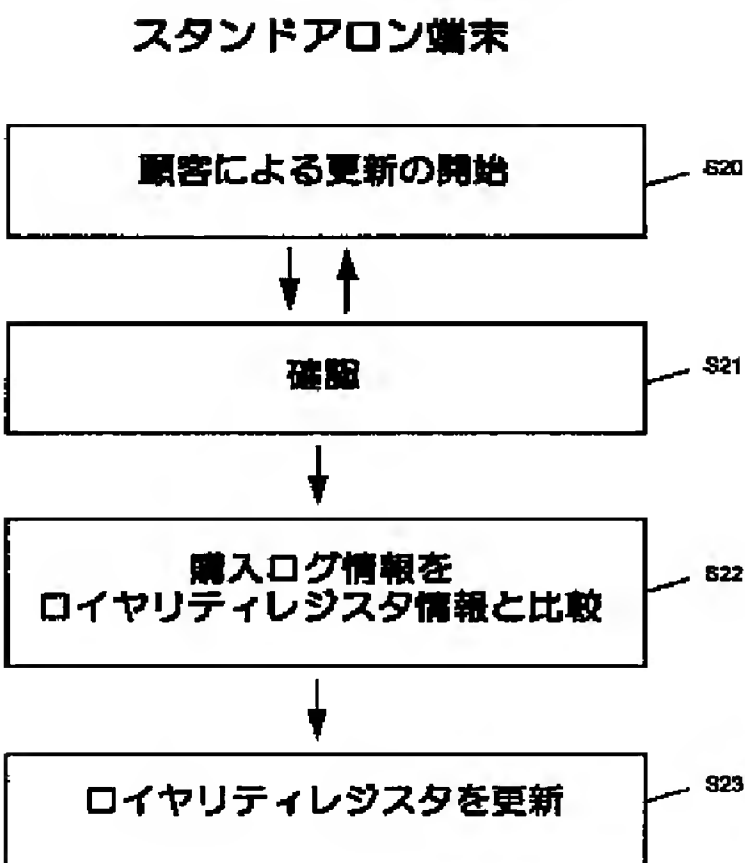 スタンドアロン端末
顧客による更新の開始
S20
確認
S21
購入ログ情報を
ロイヤリティレジスタ情報と比較
S22
ロイヤリティレジスタを更新
S23